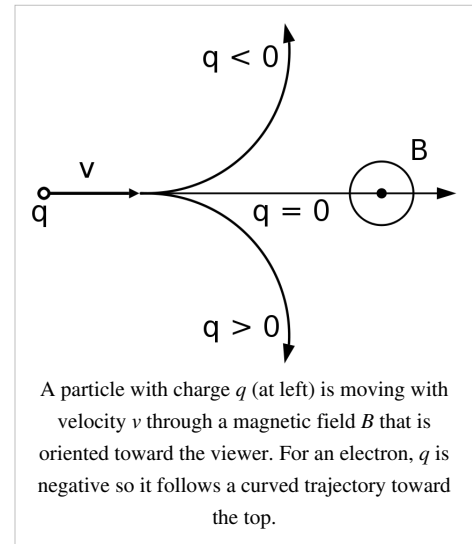 q < 0
B
v
q
q = 0
q > 0
A particle with charge q (at left) is moving with
velocity v through a magnetic field B that is
oriented toward the viewer. For an electron, q is
negative so it follows a curved trajectory toward
the top.